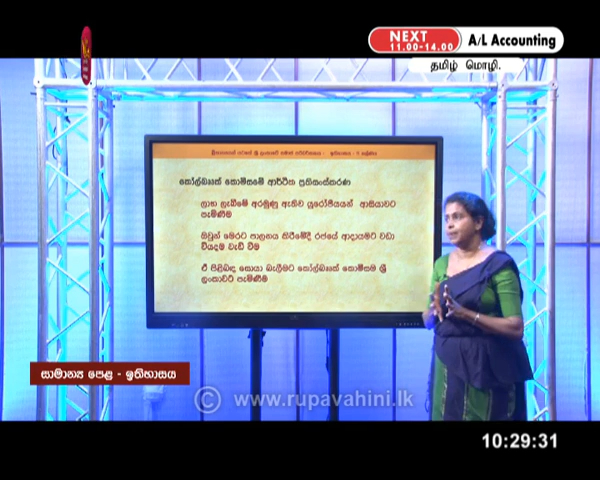 NEXT
11.00-14.00
A/L Accounting
தமிழ் மொழி.
කෝල්බෲක් කොමිසමේ ආර්ථික ප්‍රතිසංස්කරණ
ලාභ ලැබීමේ අරමුණු ඇතිව යුරෝපීයයන් ආසියාවට
පැමිණීම
ඔවුන් මෙරට පාලනය කිරීමේදී රජයේ ආදායමට වඩා
වියදම වැඩි වීම
ඒ පිළිබඳ සොයා බැලීමට කෝල්බෲක් කොමිසම ශ්‍රී
ලංකාවට පැමිණීම
සාමාන්‍ය පෙළ - ඉතිහාසය
© www.rupavahini.lk
10:29:31